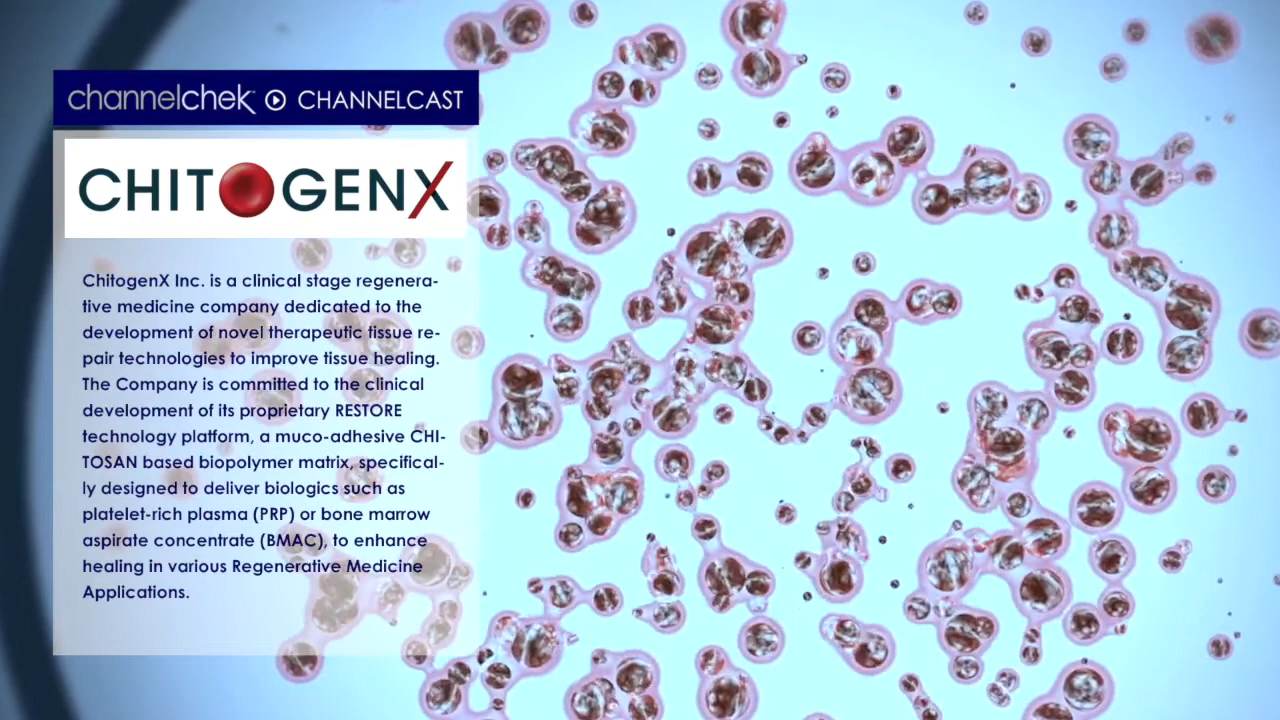 channelchek CHANNELCAST
CHITOGENX
ChitogenX Inc. is a clinical stage regenera-
tive medicine company dedicated to the
development of novel therapeutic tissue re-
pair technologies to improve tissue healing.
The Company is committed to the clinical
development of its proprietary RESTORE
technology platform, a muco-adhesive CHI-
TOSAN based biopolymer matrix, specifical-
ly designed to deliver biologics such as
platelet-rich plasma (PRP) or bone marrow
aspirate concentrate (BMAC), to enhance
healing in various Regenerative Medicine
Applications.